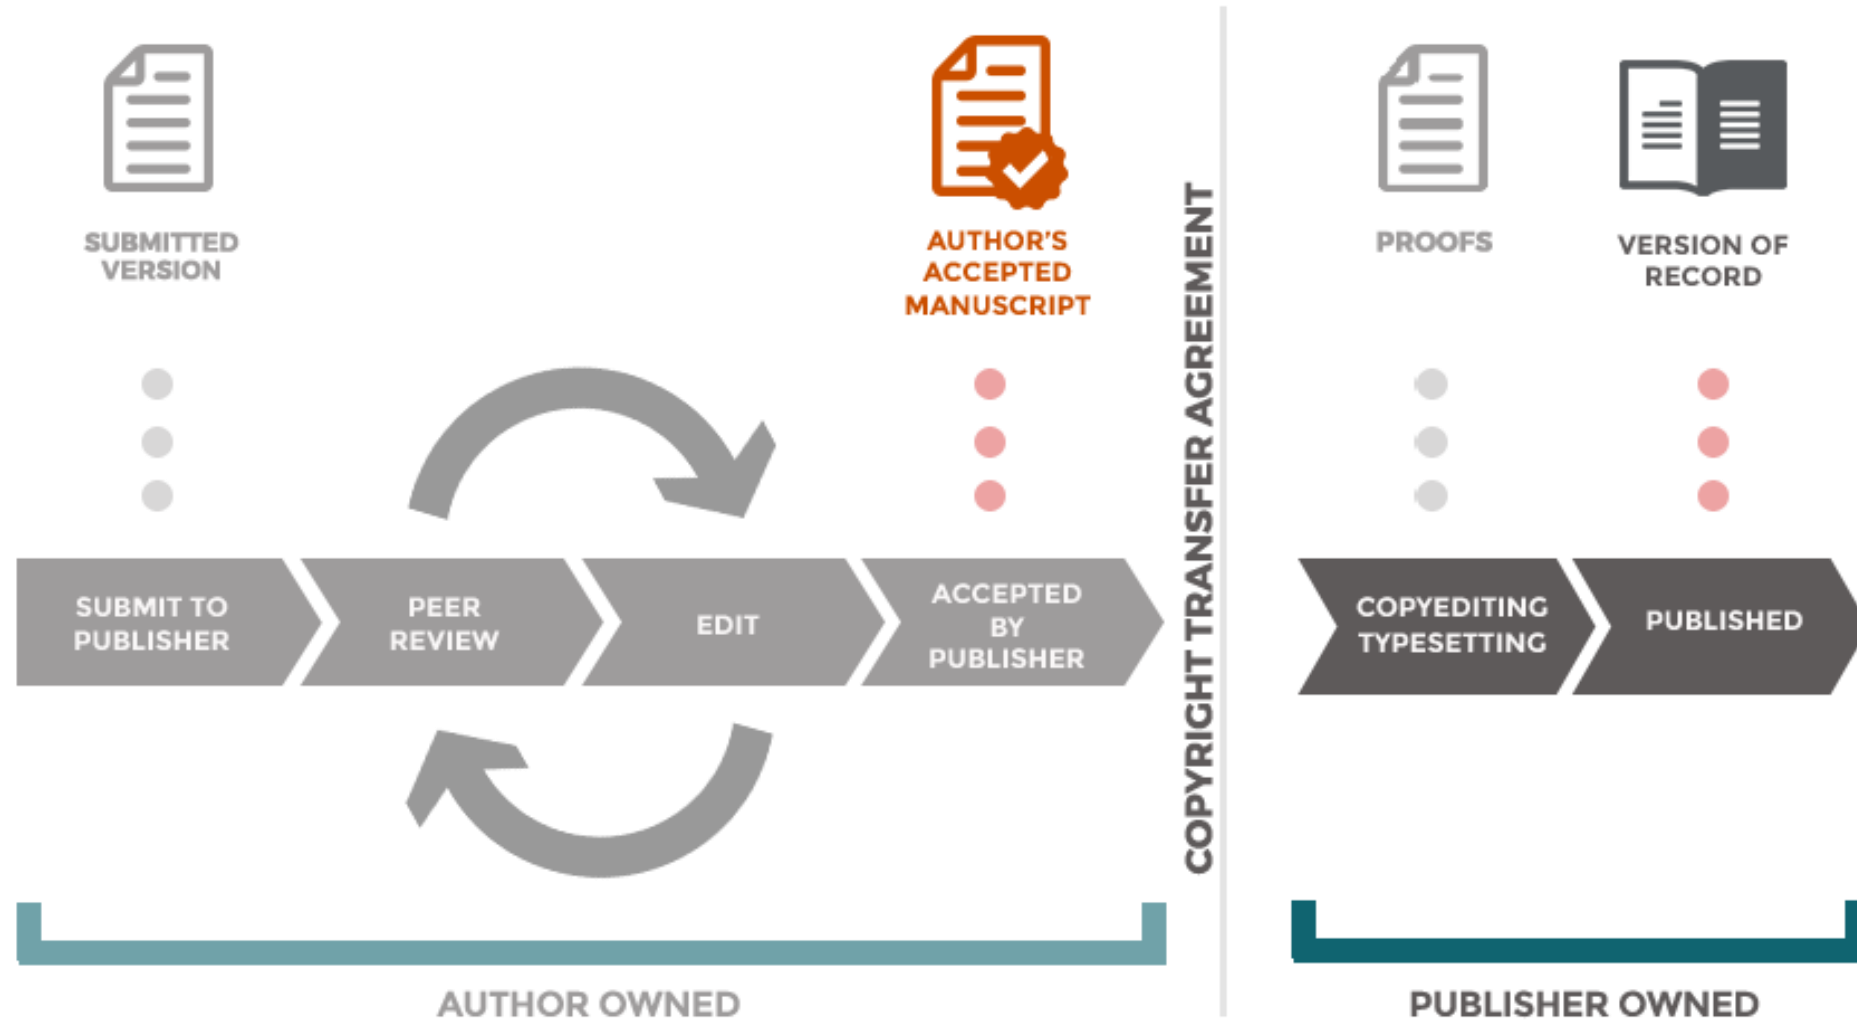 SUBMITTED
VERSION
AUTHOR'S
ACCEPTED
MANUSCRIPT
COPYRIGHT TRANSFER AGREEMENT
PROOFS
VERSION OF
RECORD
SUBMIT TO
PUBLISHER
PEER
REVIEW
EDIT
ACCEPTED
BY
PUBLISHER
COPYEDITING
TYPESETTING
PUBLISHED
AUTHOR OWNED
PUBLISHER OWNED